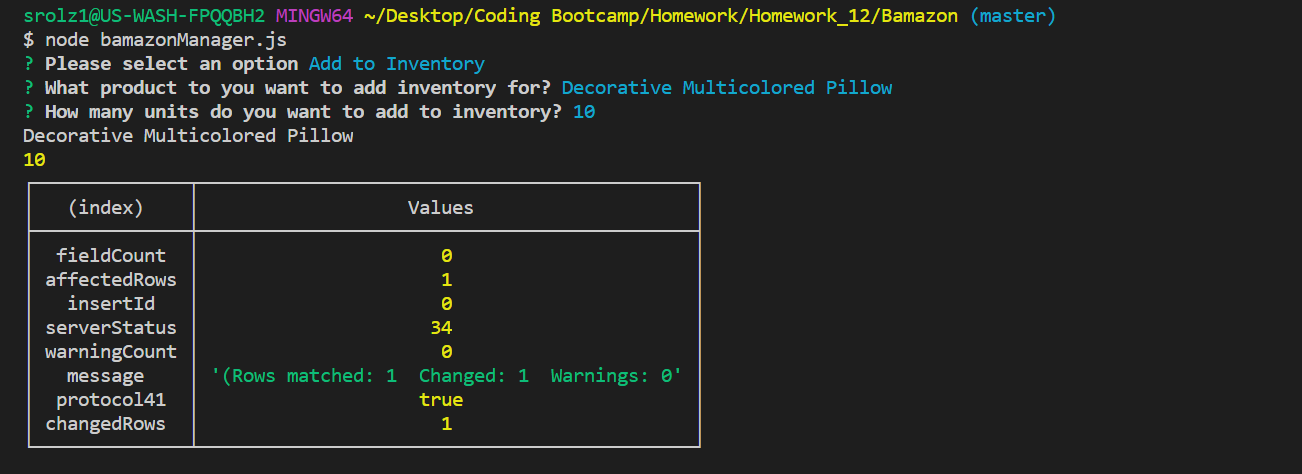 srolz1@US-WASH-FPQQBH2 MINGW64 ~/Desktop/Coding Bootcamp/Homework/Homework_12/Bamazon (master)
$ node bamazonManager.js
? Please select an option Add to Inventory
? What product to you want to add inventory for? Decorative Multicolored Pillow
? How many units do you want to add to inventory? 10
Decorative Multicolored Pillow
10
(index) Values
fieldCount 0
affectedRows 1
insertId 0
serverStatus 34
warningCount 0
message '(Rows matched: 1  Changed: 1  Warnings: 0'
protocol41 true
changedRows 1